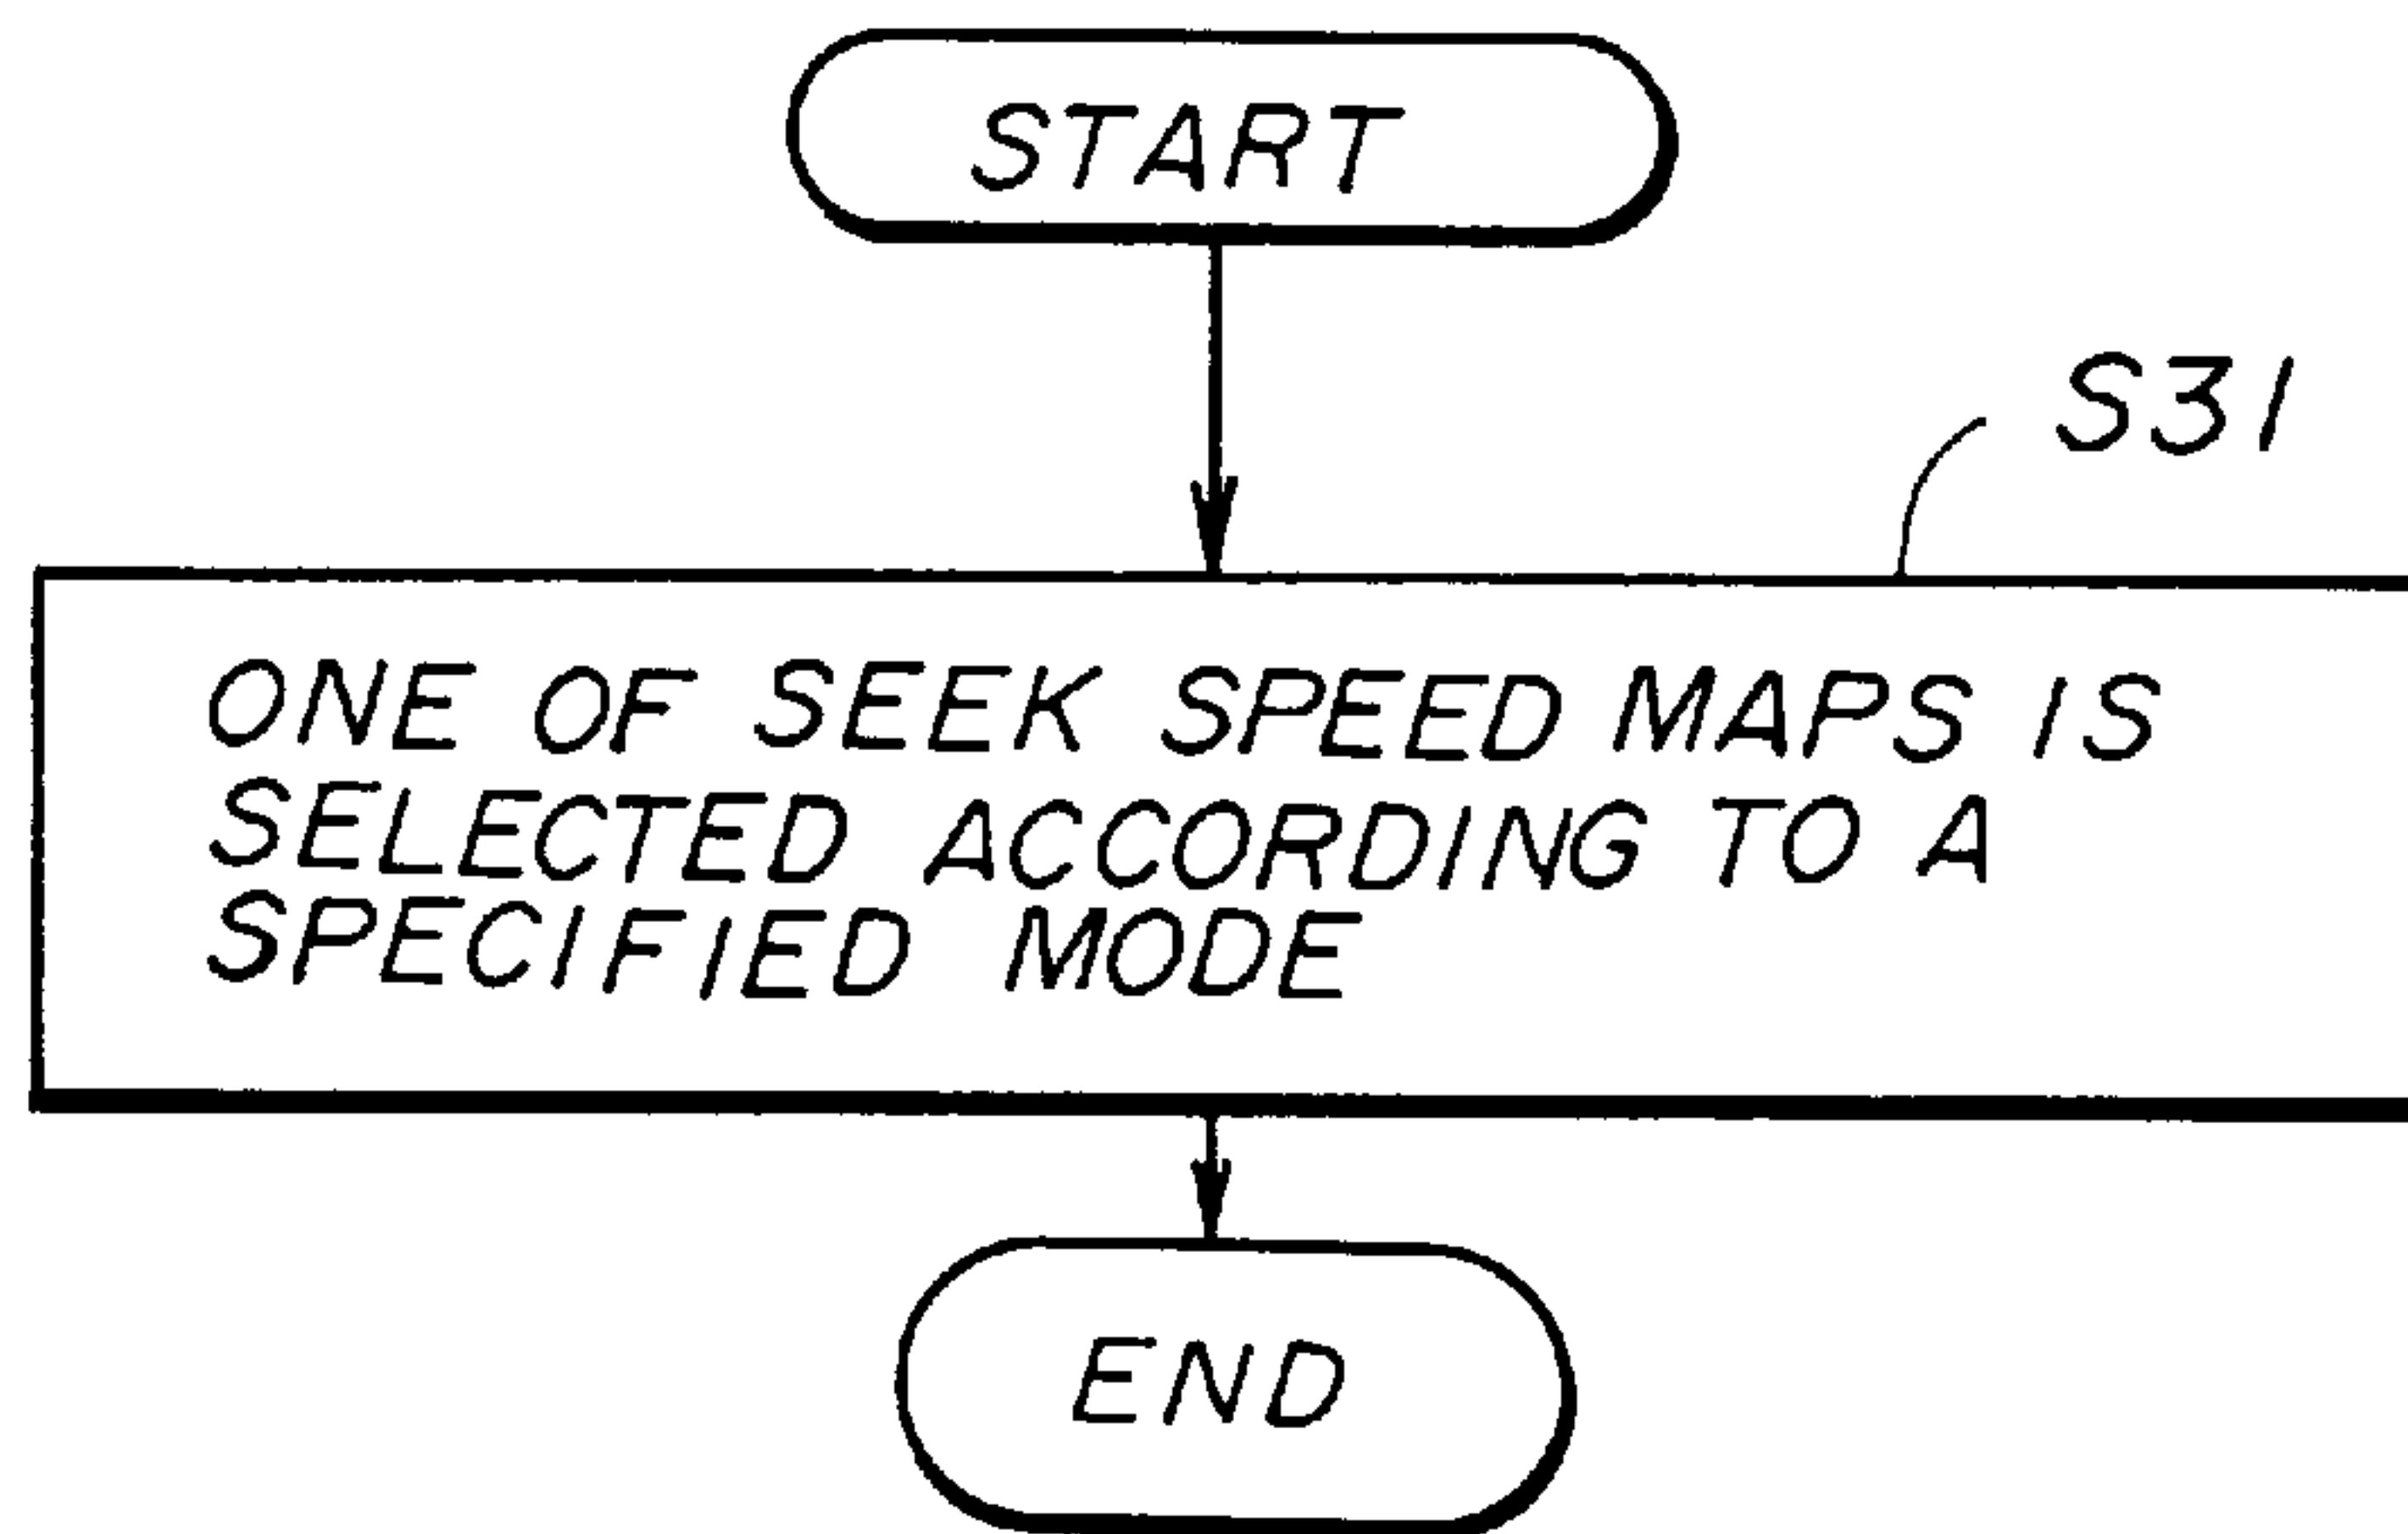 START
S31
ONE OF SEEK SPEED MAPS IS
SELECTED ACCORDING TO A
SPECIFIED MODE
END